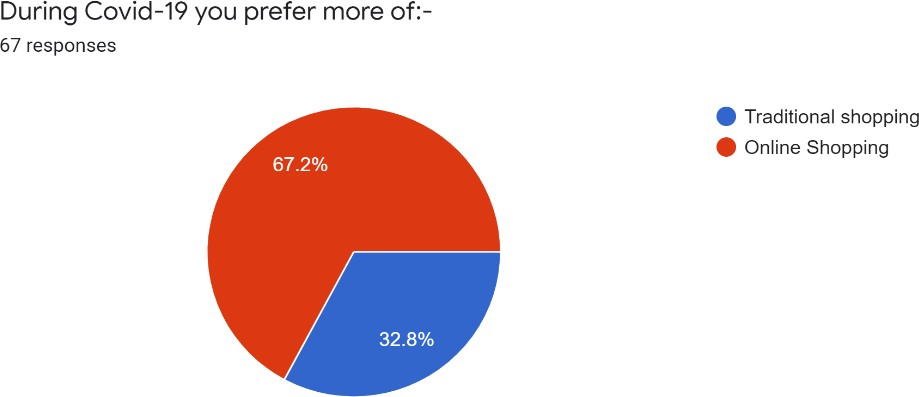 During Covid-19 you prefer more of:-
67 responses
Traditional shopping
Online Shopping
67.2%
32.8%